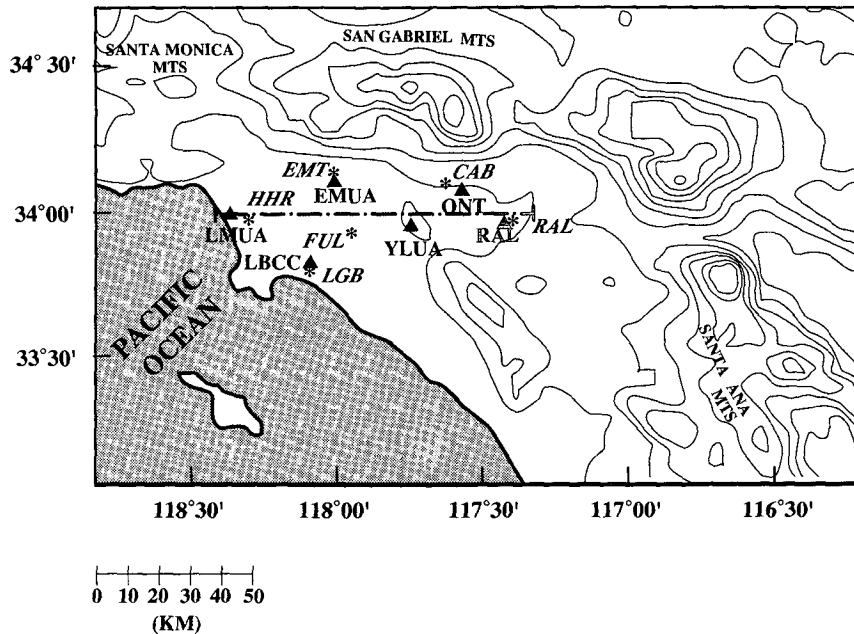 SANTA MONICA
MTS
SAN GABRIEL MTS
34° 30'
EMT
EMUA
CAB
HHR
ONT
34° 00'
LMUA
FUL
YLUA
RAL
RAL
LBCC
LGB
PACIFIC
OCEAN
33° 30'
SANTA ANA
MTS
118° 30'
118° 00'
117° 30'
117° 00'
116° 30'
0 10 20 30 40 50
(KM)